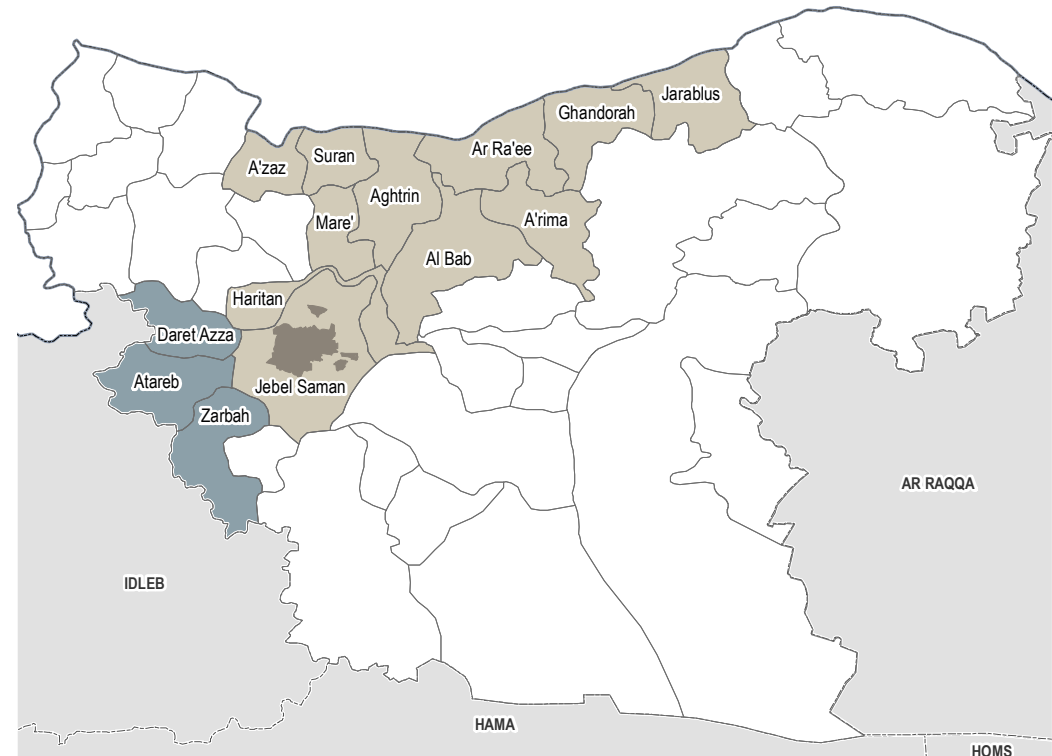 Jarablus
Ghandorah
Ar Ra'ee
Suran
A'zaz
Aghtrin
Mare'
A'rima
Al Bab
Haritan
Daret Azza
Atareb
Jebel Saman
Zarbah
AR RAQQA
IDLEB
HAMA
HOMS